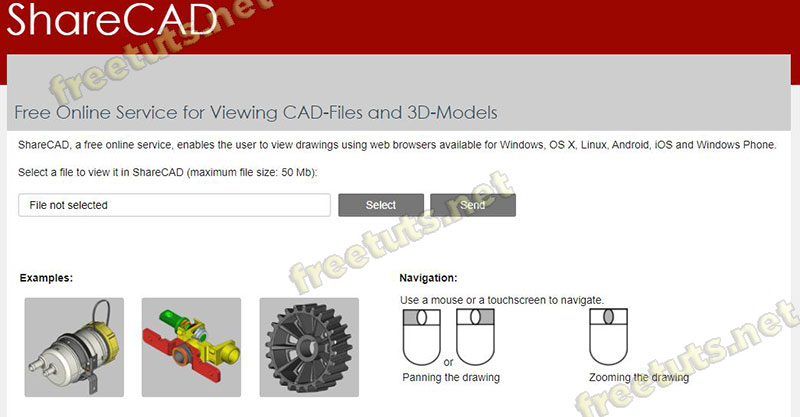 ShareCAD
freetuts.net
Free Online Service for Viewing CAD-Files and 3D-Models
ShareCAD, a free online service, enables the user to view drawings using web browsers available for Windows, OS X, Linux, Android, iOS and Windows Phone.
Select a file to view it in ShareCAD (maximum file size: 50 Mb):
File not selected
Select
Send
freetuts.net
Examples:
Navigation:
Use a mouse or a touchscreen to navigate.
or
Panning the drawing
Zooming the drawing
freetuts.net